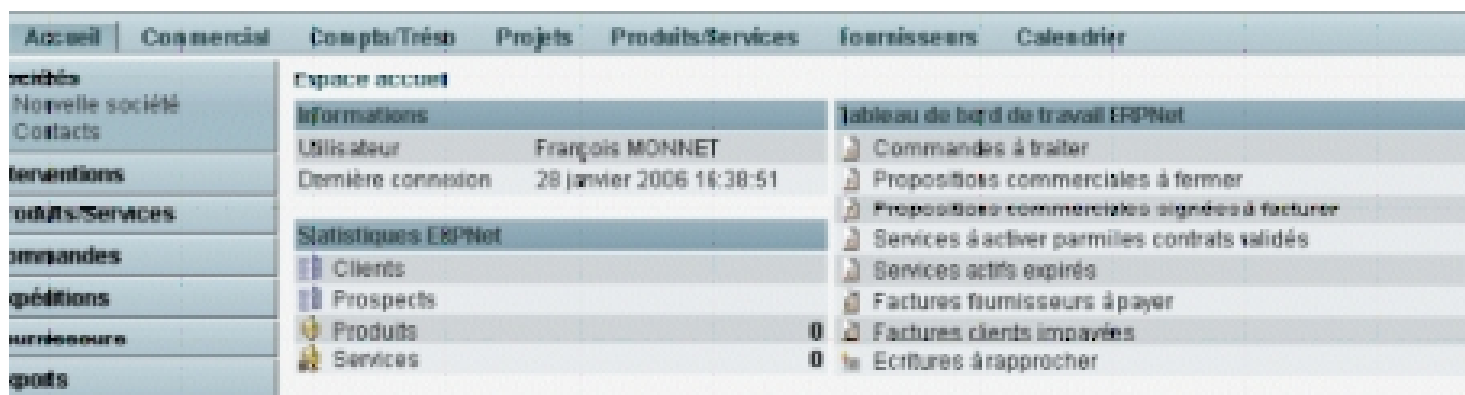 Accueil Commercial Compta/Tréso Projets Produits/Services Fournisseurs Calendrier
Nouvelle société
Contacts
Espace accueil
Informations
Utilisateur François MONNET
Dernière connexion 28 janvier 2006 16:38:51
Statistiques ERPNet
Clients
Prospects
Produits 0
Services 0
Tableau de bord de travail ERPNet
Commandes à traiter
Propositions commerciales à fermer
Propositions commerciales signées à facturer
Services à activer parmi les contrats validés
Services actifs expirés
Factures fournisseurs à payer
Factures clients impayées
Ecritures à rapprocher